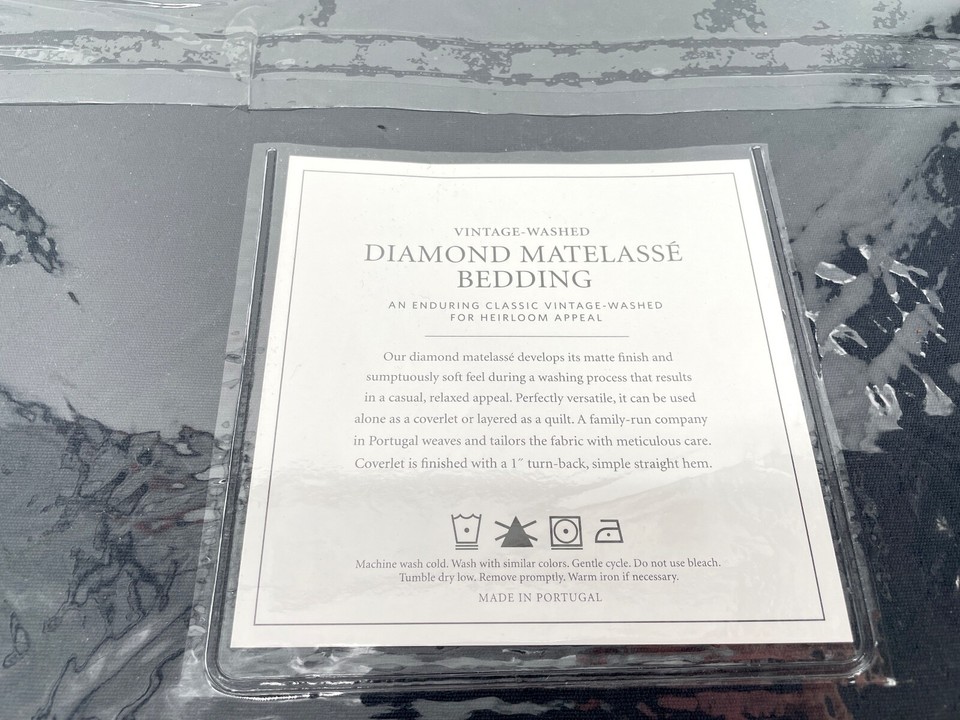 VINTAGE-WASHED
DIAMOND MATELASSÉ
BEDDING
AN ENDURING CLASSIC VINTAGE-WASHED
FOR HEIRLOOM APPEAL
Our diamond matelassé develops its matte finish and
sumptuously soft feel during a washing process that results
in a casual, relaxed appeal. Perfectly versatile, it can be used
alone as a coverlet or layered as a quilt. A family-run company
in Portugal weaves and tailors the fabric with meticulous care.
Coverlet is finished with a 1˝ turn-back, simple straight hem.
Machine wash cold. Wash with similar colors. Gentle cycle. Do not use bleach.
Tumble dry low. Remove promptly. Warm iron if necessary.
MADE IN PORTUGAL